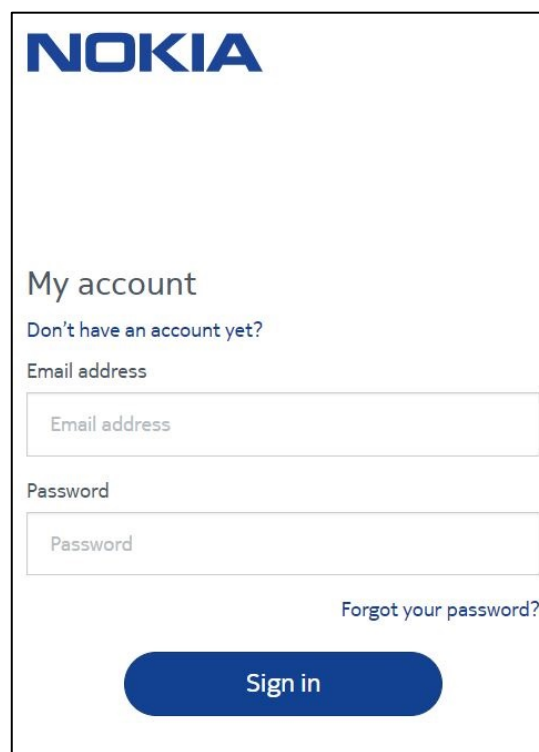 NOKIA
My account
Don't have an account yet?
Email address
Email address
Password
Password
Forgot your password?
Sign in